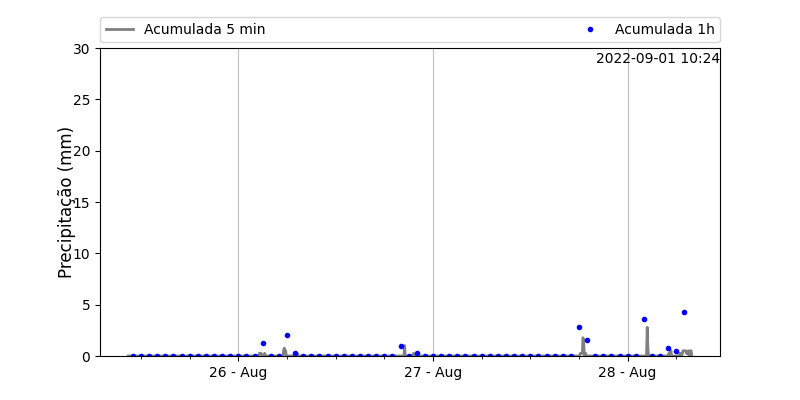 Acumulada 5 min
Acumulada 1h
2022-09-01 10:24
Precipitação (mm)
30
25
20
15
10
5
0
26 - Aug
27 - Aug
28 - Aug